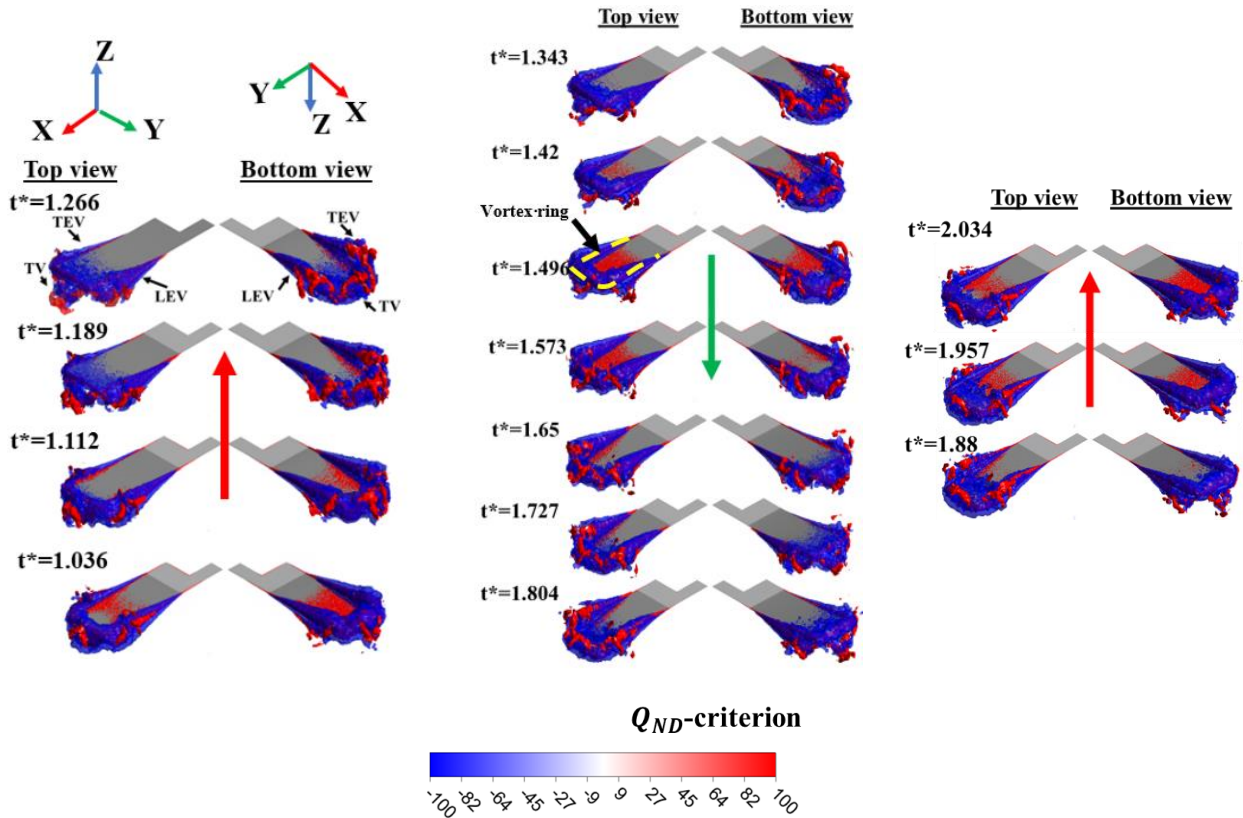 Z
X
Y
Y
Z
X
Top view
Bottom view
t*=1.266
TEV
TV
LEV
TEV
LEV
TV
t*=1.189
t*=1.112
t*=1.036
Top view
Bottom view
t*=1.343
t*=1.42
Vortex·ring
t*=1.496
t*=1.573
t*=1.65
t*=1.727
t*=1.804
Top view
Bottom view
t*=2.034
t*=1.957
t*=1.88
Q_ND-criterion
-100 -82 -64 -45 -27 -9 9 27 45 64 82 100